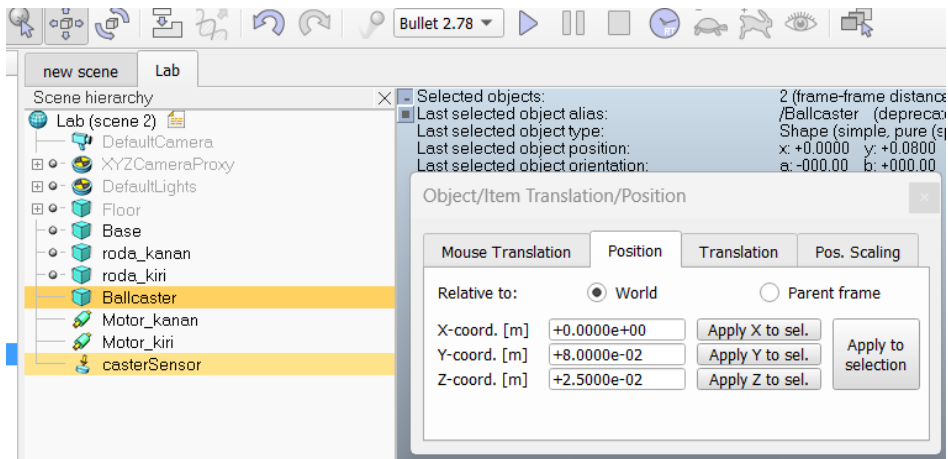 Bullet 2.78
RT
new scene Lab
Scene hierarchy
Lab (scene 2)
DefaultCamera
XYZCameraProxy
DefaultLights
Floor
Base
roda_kanan
roda_kiri
Ballcaster
Motor_kanan
Motor_kiri
casterSensor
Selected objects: 2 (frame-frame distance
Last selected object alias: /Ballcaster (depreca
Last selected object type: Shape (simple, pure (s
Last selected object position: x: +0.0000 y: +0.0800
Last selected object orientation: a: -000.00 b: +000.00
Object/Item Translation/Position
Mouse Translation Position Translation Pos. Scaling
Relative to: World Parent frame
X-coord. [m] +0.0000e+00 Apply X to sel.
Y-coord. [m] +8.0000e-02 Apply Y to sel.
Z-coord. [m] +2.5000e-02 Apply Z to sel.
Apply to
selection